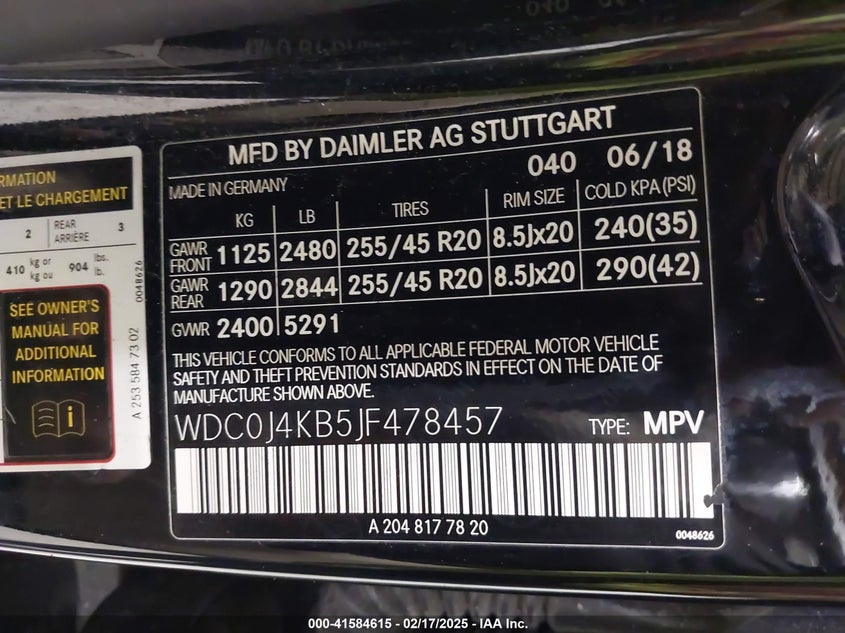 MFD BY DAIMLER AG STUTTGART
040 06/18
MADE IN GERMANY
KG LB TIRES RIM SIZE COLD KPA (PSI)
GAWR FRONT 1125 2480 255/45 R20 8.5Jx20 240(35)
GAWR REAR 1290 2844 255/45 R20 8.5Jx20 290(42)
GVWR 2400 5291
THIS VEHICLE CONFORMS TO ALL APPLICABLE FEDERAL MOTOR VEHICLE
SAFETY AND THEFT PREVENTION STANDARDS IN EFFECT ON THE DATE OF
MANUFACTURE SHOWN ABOVE.
WDC0J4KB5JF478457 TYPE: MPV
A 204 817 78 20
0048626
RMATION
ET LE CHARGEMENT
2 REAR ARRIÈRE 3
410 kg or kg ou 904 lbs. lb.
0048626
SEE OWNER'S
MANUAL FOR
ADDITIONAL
INFORMATION
i
A 253 584 73 02
000-41584615 - 02/17/2025 - IAA Inc.